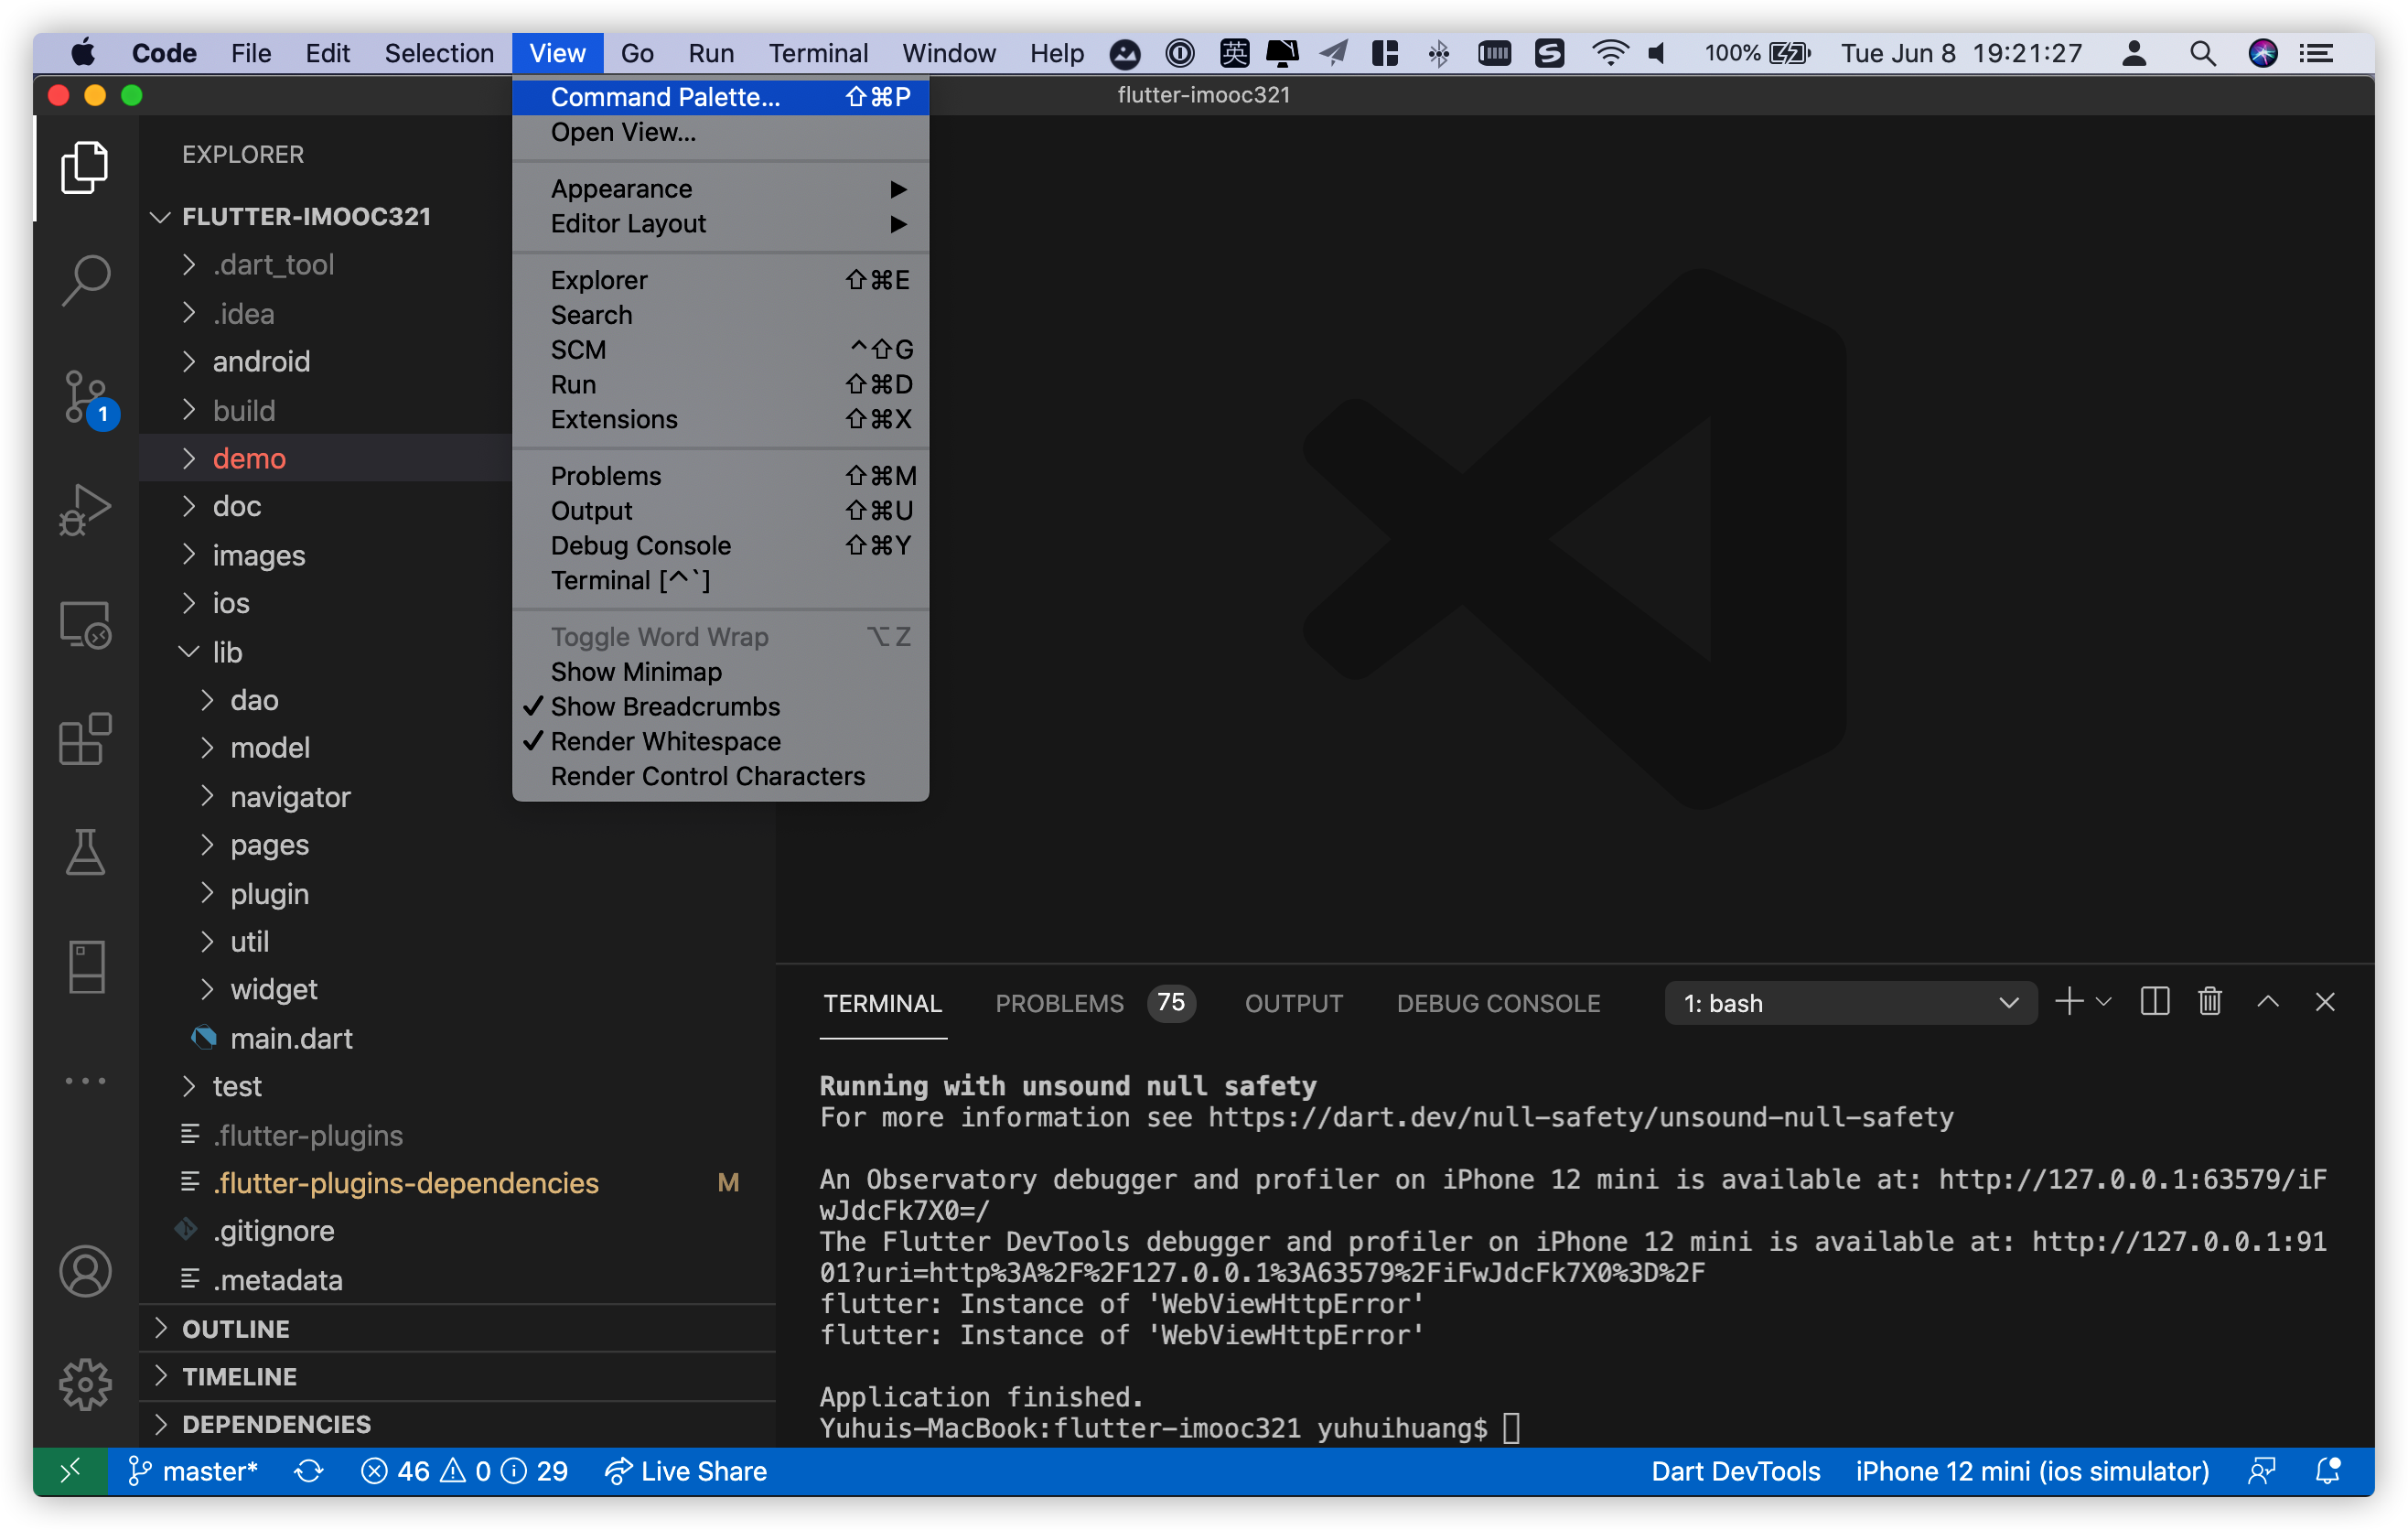 Code File Edit Selection View Go Run Terminal Window Help 英 100% Tue Jun 8 19:21:27
flutter-imooc321
Command Palette... ⇧⌘P
Open View...
Appearance
Editor Layout
Explorer ⇧⌘E
Search
SCM ^⇧G
Run ⇧⌘D
Extensions ⇧⌘X
Problems ⇧⌘M
Output ⇧⌘U
Debug Console ⇧⌘Y
Terminal [^`]
Toggle Word Wrap ⌥Z
Show Minimap
✓ Show Breadcrumbs
✓ Render Whitespace
Render Control Characters
1
EXPLORER
FLUTTER-IMOOC321
.dart_tool
.idea
android
build
demo
doc
images
ios
lib
dao
model
navigator
pages
plugin
util
widget
main.dart
test
.flutter-plugins
.flutter-plugins-dependencies M
.gitignore
.metadata
OUTLINE
TIMELINE
DEPENDENCIES
TERMINAL PROBLEMS 75 OUTPUT DEBUG CONSOLE 1: bash
Running with unsound null safety
For more information see https://dart.dev/null-safety/unsound-null-safety
An Observatory debugger and profiler on iPhone 12 mini is available at: http://127.0.0.1:63579/iF
wJdcFk7X0=/
The Flutter DevTools debugger and profiler on iPhone 12 mini is available at: http://127.0.0.1:91
01?uri=http%3A%2F%2F127.0.0.1%3A63579%2FiFwJdcFk7X0%3D%2F
flutter: Instance of 'WebViewHttpError'
flutter: Instance of 'WebViewHttpError'
Application finished.
Yuhuis-MacBook:flutter-imooc321 yuhuihuang$
master* 46 0 29 Live Share Dart DevTools iPhone 12 mini (ios simulator)